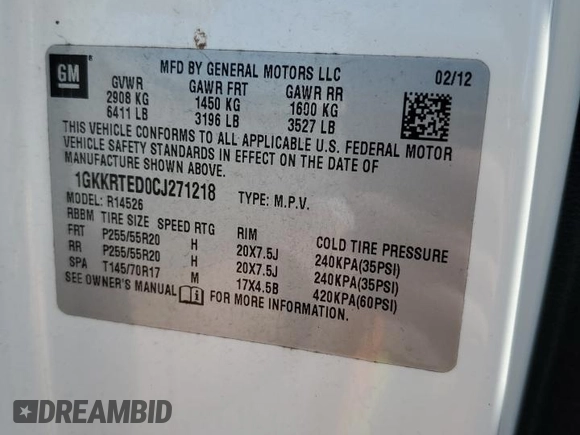 GM
MFD BY GENERAL MOTORS LLC 02/12
GVWR GAWR FRT GAWR RR
2908 KG 1450 KG 1600 KG
6411 LB 3196 LB 3527 LB
THIS VEHICLE CONFORMS TO ALL APPLICABLE U.S. FEDERAL MOTOR
VEHICLE SAFETY STANDARDS IN EFFECT ON THE DATE OF
MANUFACTURE SHOWN ABOVE.
1GKKRTED0CJ271218 TYPE: M.P.V.
MODEL: R14526
RBBM TIRE SIZE SPEED RTG RIM COLD TIRE PRESSURE
FRT P255/55R20 H 20X7.5J 240KPA(35PSI)
RR P255/55R20 H 20X7.5J 240KPA(35PSI)
SPA T145/70R17 M 17X4.5B 420KPA(60PSI)
SEE OWNER'S MANUAL FOR MORE INFORMATION.
DREAMBID